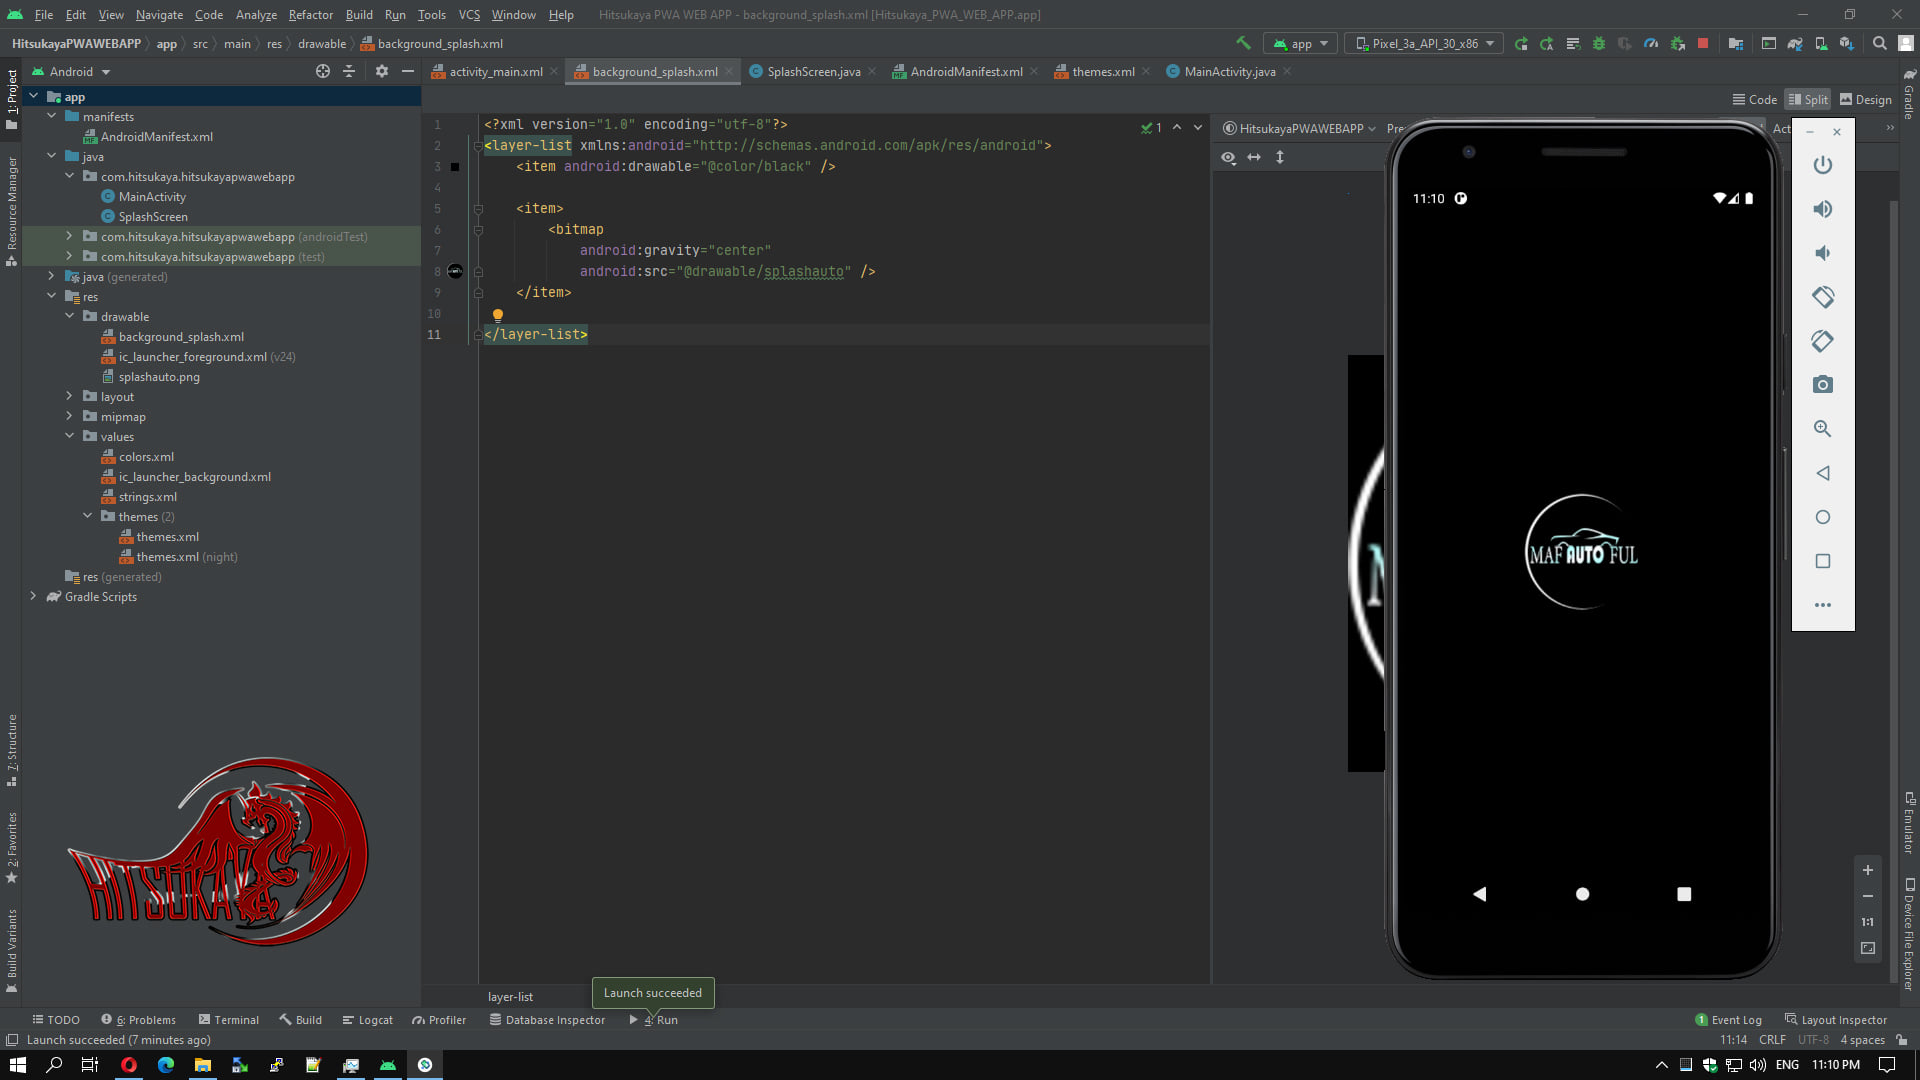 File Edit View Navigate Code Analyze Refactor Build Run Tools VCS Window Help Hitsukaya PWA WEB APP - background_splash.xml [Hitsukaya_PWA_WEB_APP.app]
HitsukayaPWAWEBAPP app src main res drawable background_splash.xml app Pixel_3a_API_30_x86
Android activity_main.xml background_splash.xml SplashScreen.java AndroidManifest.xml themes.xml MainActivity.java
Code Split Design
1: Project
Resource Manager
7: Structure
2: Favorites
Build Variants
app
manifests
AndroidManifest.xml
java
com.hitsukaya.hitsukayapwawebapp
MainActivity
SplashScreen
com.hitsukaya.hitsukayapwawebapp (androidTest)
com.hitsukaya.hitsukayapwawebapp (test)
java (generated)
res
drawable
background_splash.xml
ic_launcher_foreground.xml (v24)
splashauto.png
layout
mipmap
values
colors.xml
ic_launcher_background.xml
strings.xml
themes (2)
themes.xml
themes.xml (night)
res (generated)
Gradle Scripts
HITSUKAYA
1 <?xml version="1.0" encoding="utf-8"?>
2 <layer-list xmlns:android="http://schemas.android.com/apk/res/android">
3 <item android:drawable="@color/black" />
4
5 <item>
6 <bitmap
7 android:gravity="center"
8 android:src="@drawable/splashauto" />
9 </item>
10
11 </layer-list>
1
HitsukayaPWAWEBAPP
11:10
MAF AUTO FUL
1:1
Gradle
Emulator
Device File Explorer
layer-list
Launch succeeded
TODO 6: Problems Terminal Build Logcat Profiler Database Inspector 4: Run 1 Event Log Layout Inspector
Launch succeeded (7 minutes ago) 11:14 CRLF UTF-8 4 spaces
ENG 11:10 PM